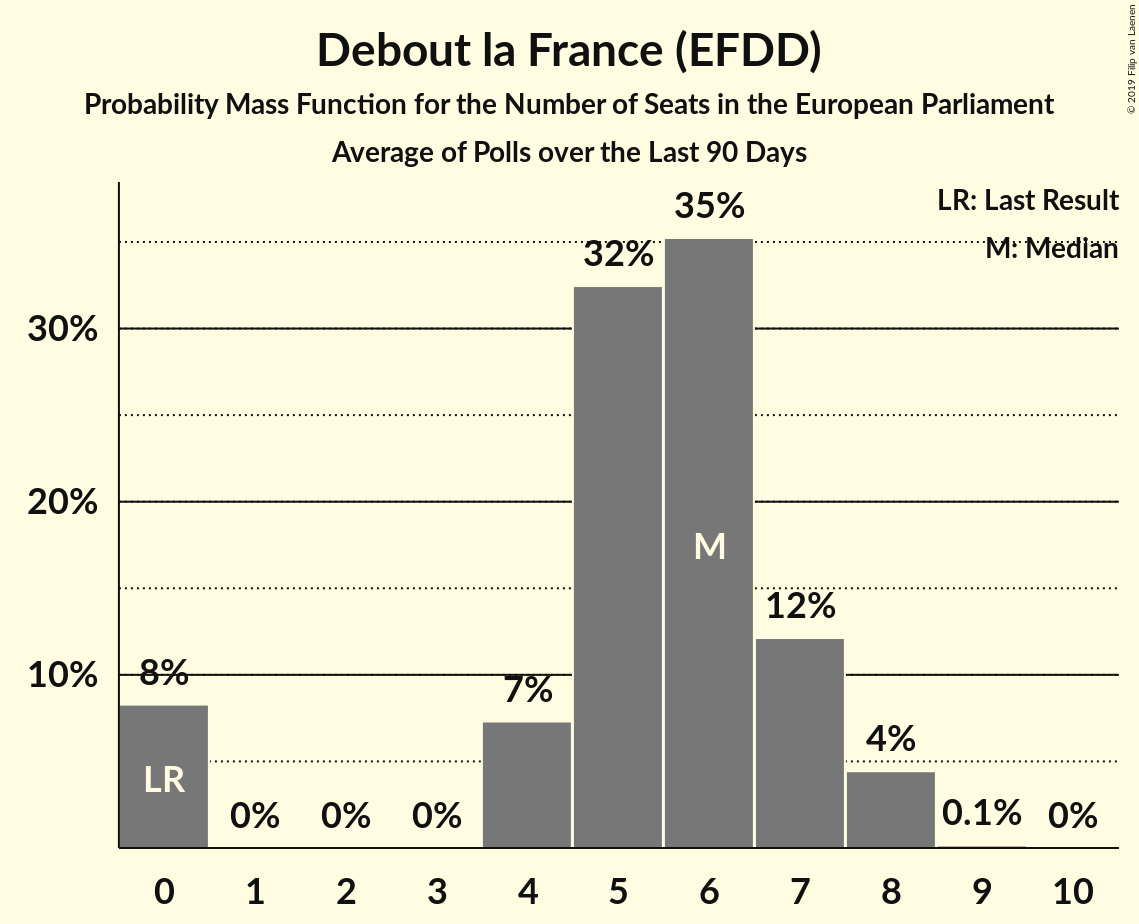 Debout la France (EFDD)
Probability Mass Function for the Number of Seats in the European Parliament
Average of Polls over the Last 90 Days
© 2019 Filip van Laenen
LR: Last Result
M: Median
35%
32%
30%
20%
M
12%
10%
8%
7%
4%
LR
0%
0%
0%
0.1%
0%
0 1 2 3 4 5 6 7 8 9 10